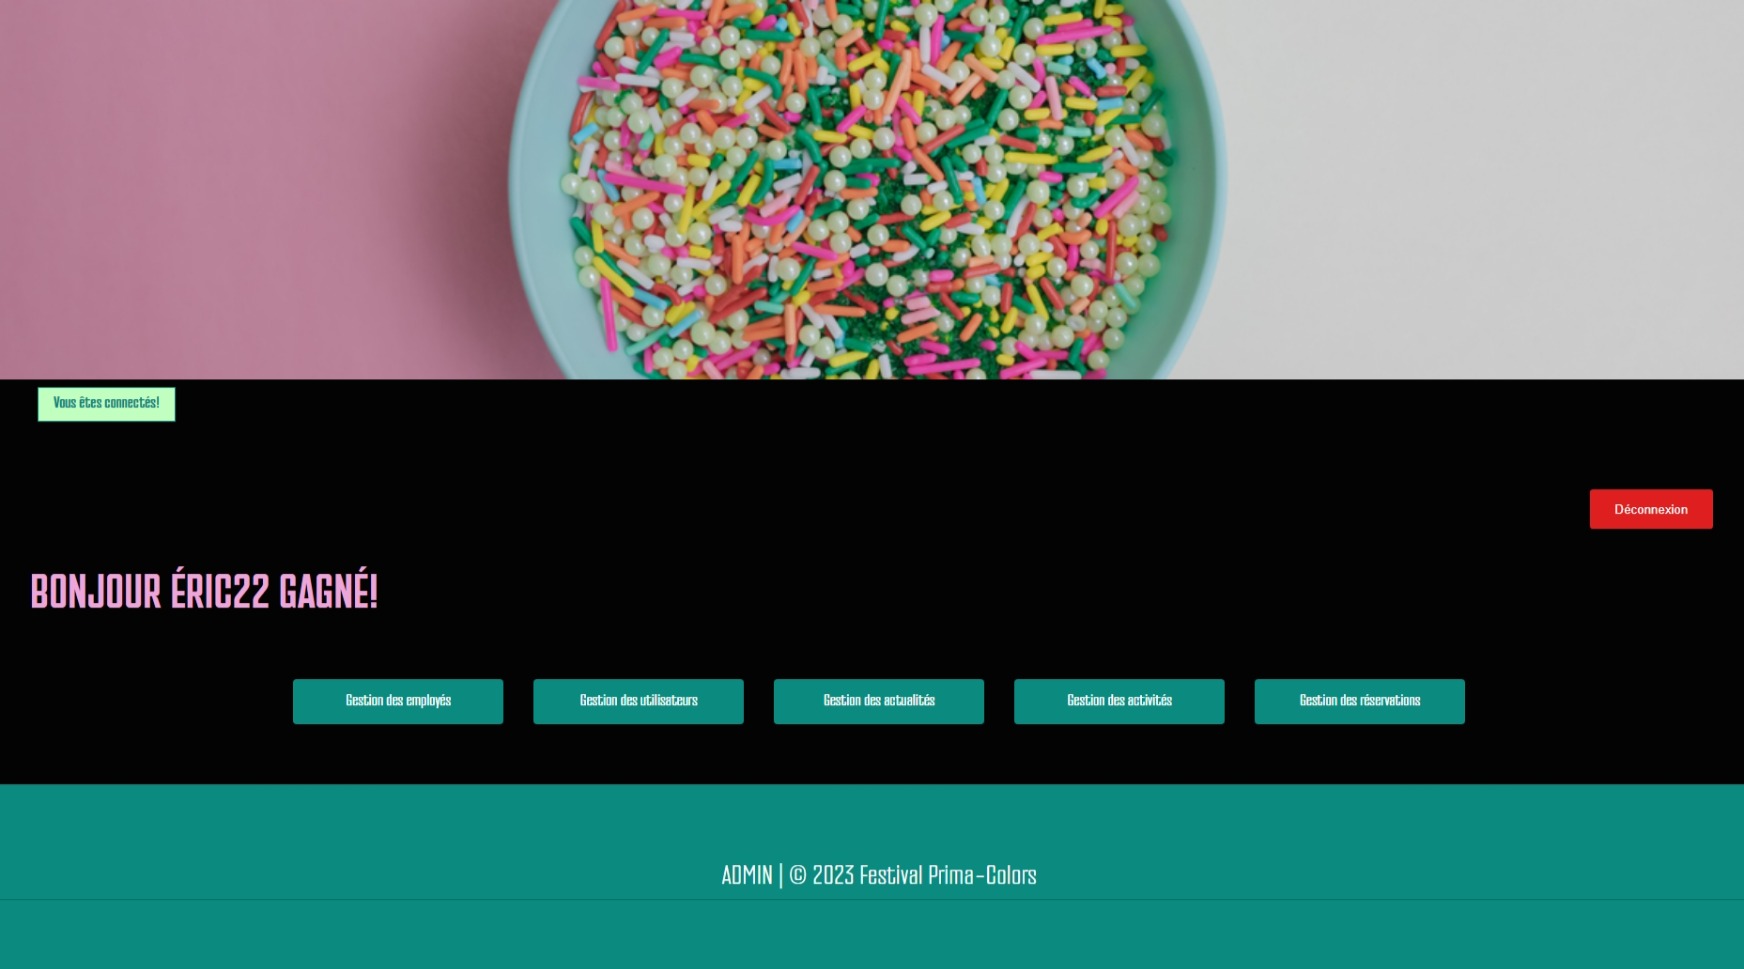 Vous êtes connectés!
Déconnexion
BONJOUR ÉRIC22 GAGNÉ!
Gestion des employés
Gestion des utilisateurs
Gestion des actualités
Gestion des activités
Gestion des réservations
ADMIN | © 2023 Festival Prima-Colors